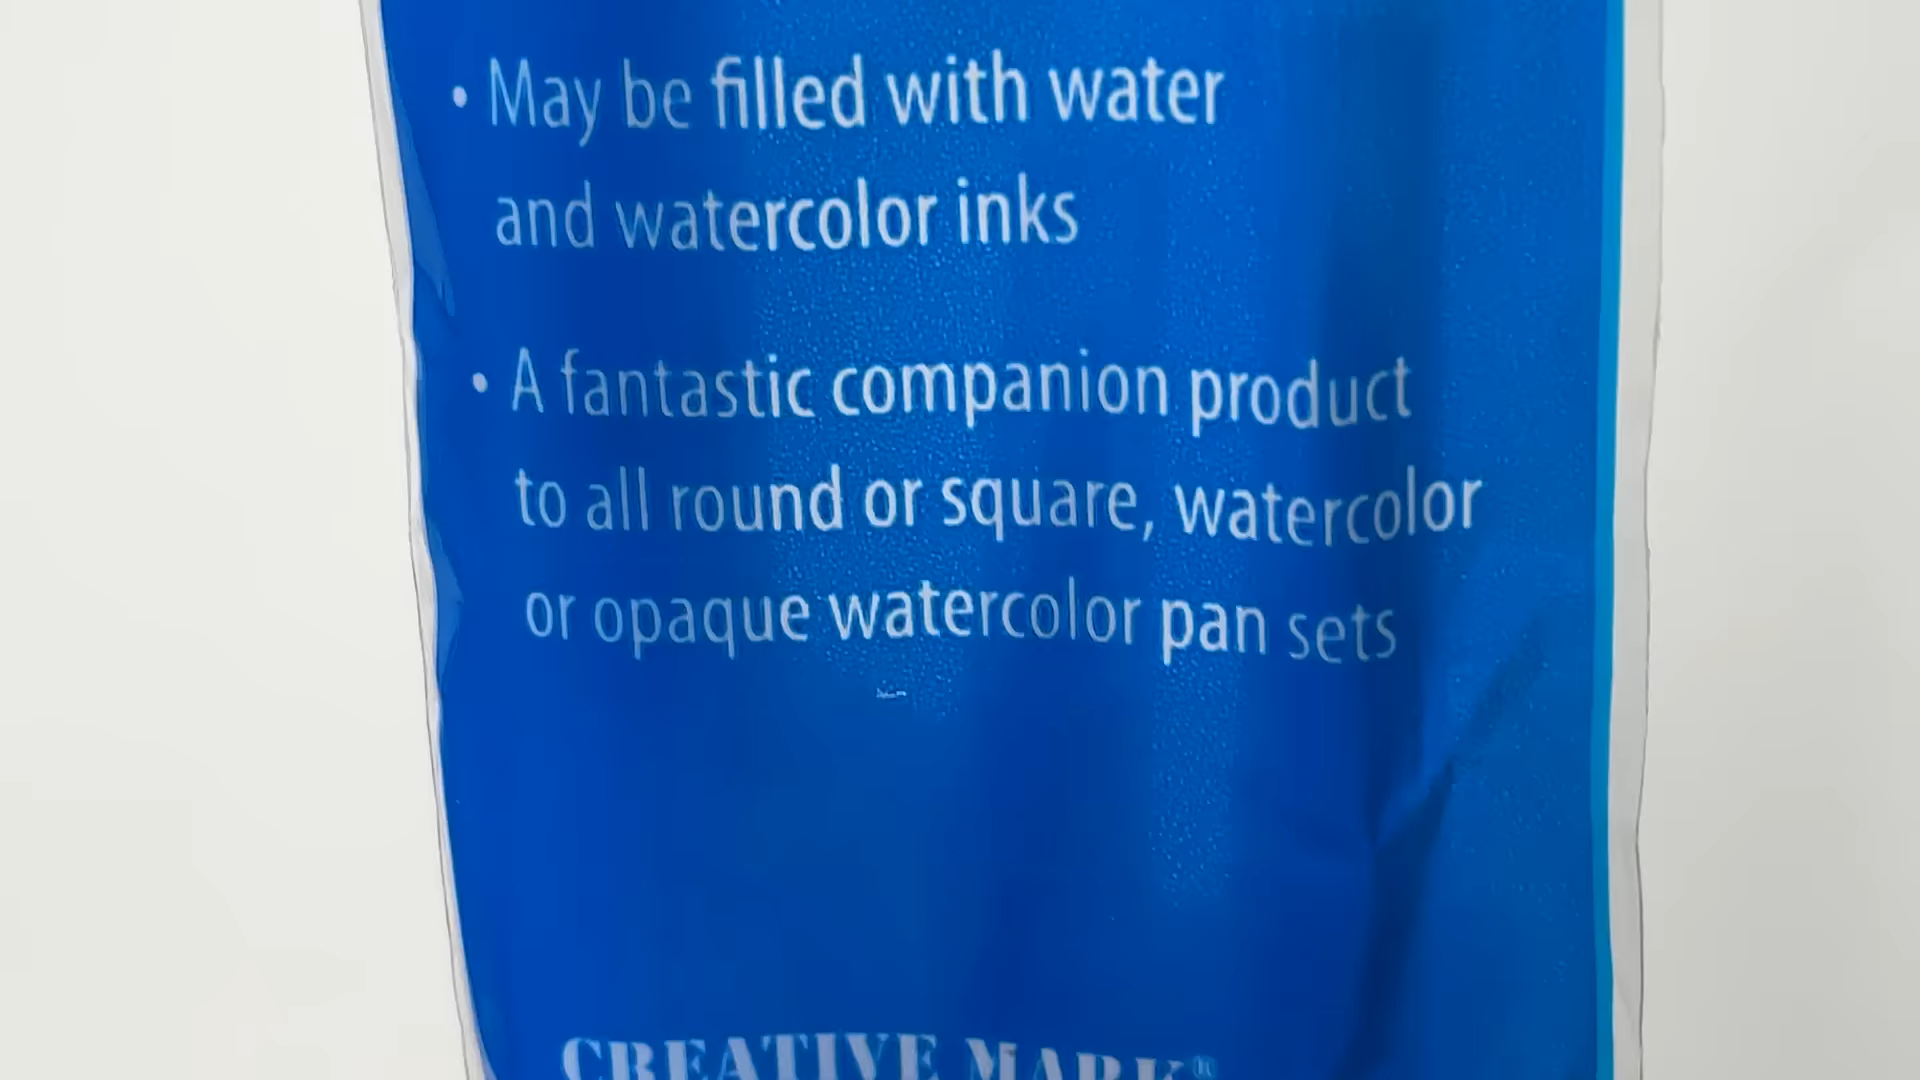 • May be filled with water
and watercolor inks
• A fantastic companion product
to all round or square, watercolor
or opaque watercolor pan sets
CREATIVE MARK®